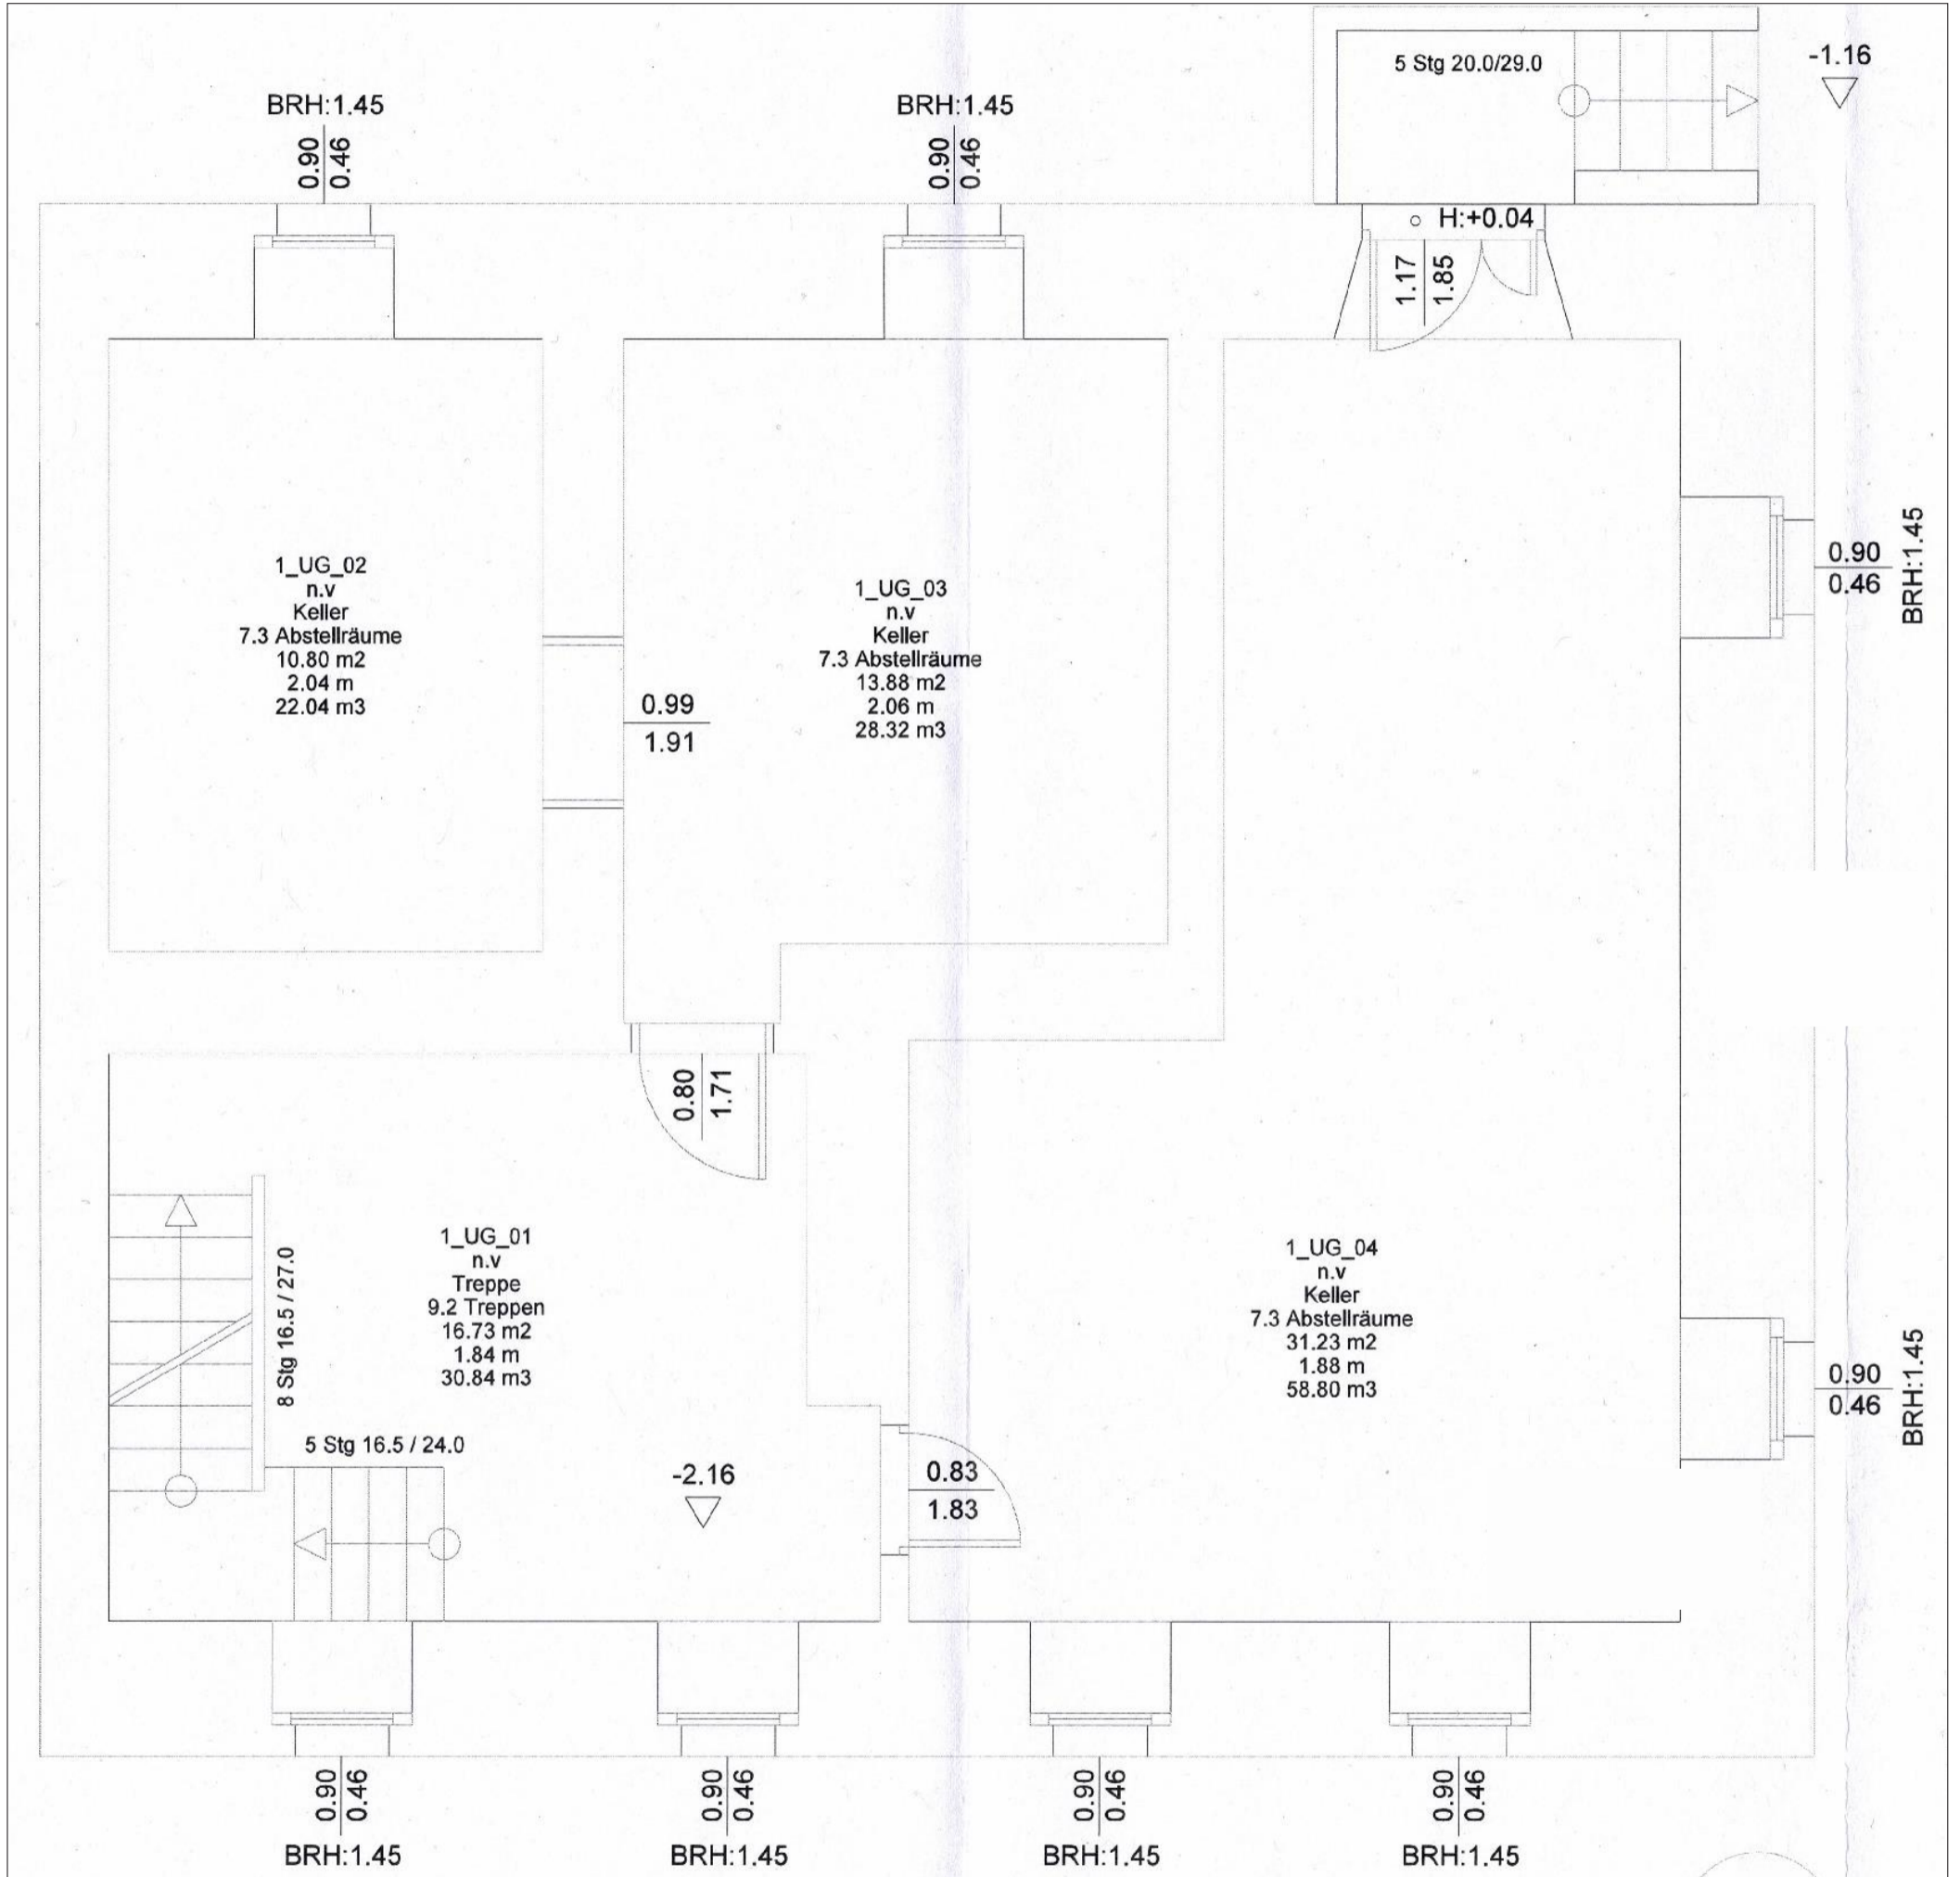 5 Stg 20.0/29.0
-1.16
BRH:1.45
0.90
0.46
BRH:1.45
0.90
0.46
H:+0.04
1.17
1.85
1_UG_02
n.v
Keller
7.3 Abstellräume
10.80 m2
2.04 m
22.04 m3
0.99
1.91
1_UG_03
n.v
Keller
7.3 Abstellräume
13.88 m2
2.06 m
28.32 m3
0.90
0.46
BRH:1.45
0.80
1.71
8 Stg 16.5 / 27.0
1_UG_01
n.v
Treppe
9.2 Treppen
16.73 m2
1.84 m
30.84 m3
5 Stg 16.5 / 24.0
-2.16
0.83
1.83
1_UG_04
n.v
Keller
7.3 Abstellräume
31.23 m2
1.88 m
58.80 m3
0.90
0.46
BRH:1.45
0.90
0.46
BRH:1.45
0.90
0.46
BRH:1.45
0.90
0.46
BRH:1.45
0.90
0.46
BRH:1.45